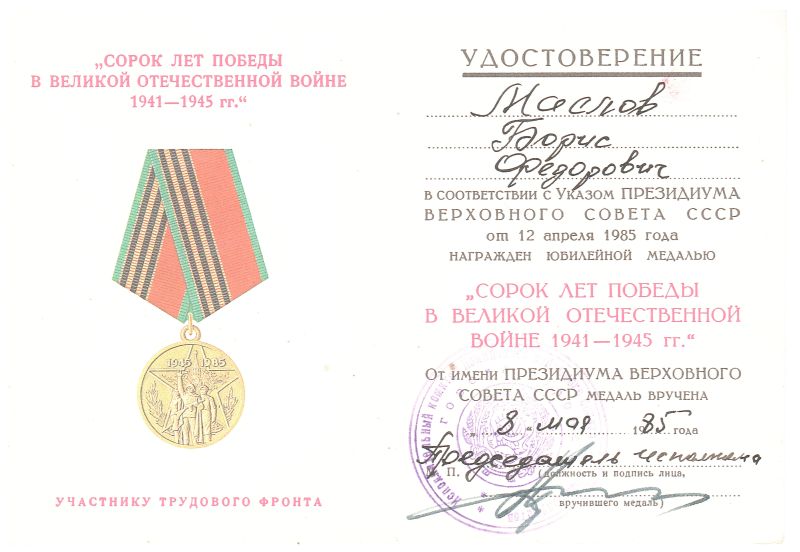 „СОРОК ЛЕТ ПОБЕДЫ
В ВЕЛИКОЙ ОТЕЧЕСТВЕННОЙ ВОЙНЕ
1941—1945 гг.“
1945 1985
УЧАСТНИКУ ТРУДОВОГО ФРОНТА
УДОСТОВЕРЕНИЕ
Маслов
Борис
Федорович
В СООТВЕТСТВИИ С УКАЗОМ ПРЕЗИДИУМА
ВЕРХОВНОГО СОВЕТА СССР
от 12 апреля 1985 года
НАГРАЖДЕН ЮБИЛЕЙНОЙ МЕДАЛЬЮ
„СОРОК ЛЕТ ПОБЕДЫ
В ВЕЛИКОЙ ОТЕЧЕСТВЕННОЙ
ВОЙНЕ 1941—1945 гг.“
ОТ ИМЕНИ ПРЕЗИДИУМА ВЕРХОВНОГО
СОВЕТА СССР МЕДАЛЬ ВРУЧЕНА
„8“ мая 1985 года
Председатель исполкома
М. П. (должность и подпись лица,
вручившего медаль)